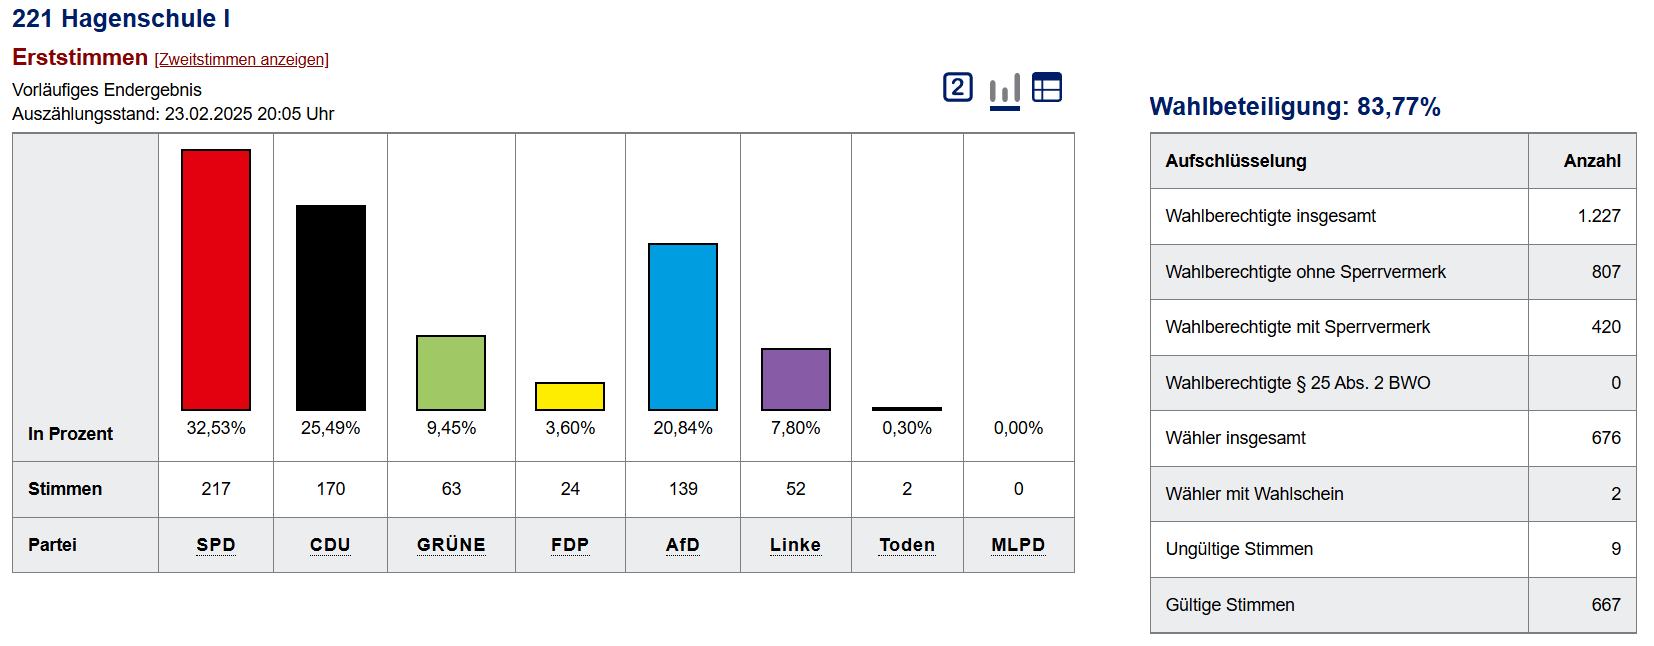 221 Hagenschule I
Erststimmen [Zweitstimmen anzeigen]
Vorläufiges Endergebnis
Auszählungsstand: 23.02.2025 20:05 Uhr
2
In Prozent 32,53% 25,49% 9,45% 3,60% 20,84% 7,80% 0,30% 0,00%
Stimmen 217 170 63 24 139 52 2 0
Partei SPD CDU GRÜNE FDP AfD Linke Toden MLPD
Wahlbeteiligung: 83,77%
Aufschlüsselung Anzahl
Wahlberechtigte insgesamt 1.227
Wahlberechtigte ohne Sperrvermerk 807
Wahlberechtigte mit Sperrvermerk 420
Wahlberechtigte § 25 Abs. 2 BWO 0
Wähler insgesamt 676
Wähler mit Wahlschein 2
Ungültige Stimmen 9
Gültige Stimmen 667